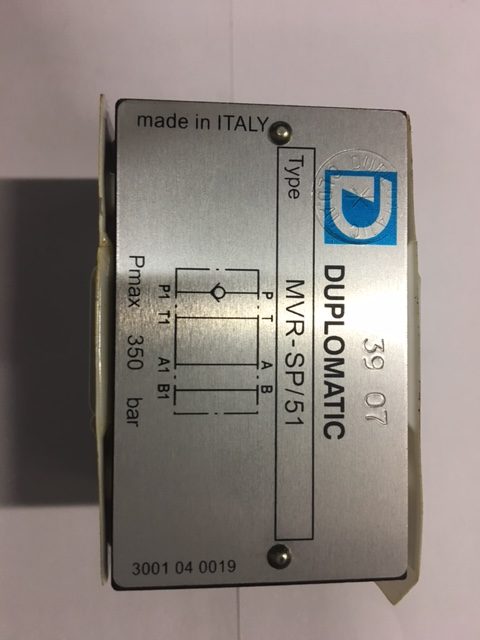 made in ITALY
DUPLOMATIC
39 07
Type MVR-SP/51
P T A B
P1 T1 A1 B1
Pmax 350 bar
3001 04 0019